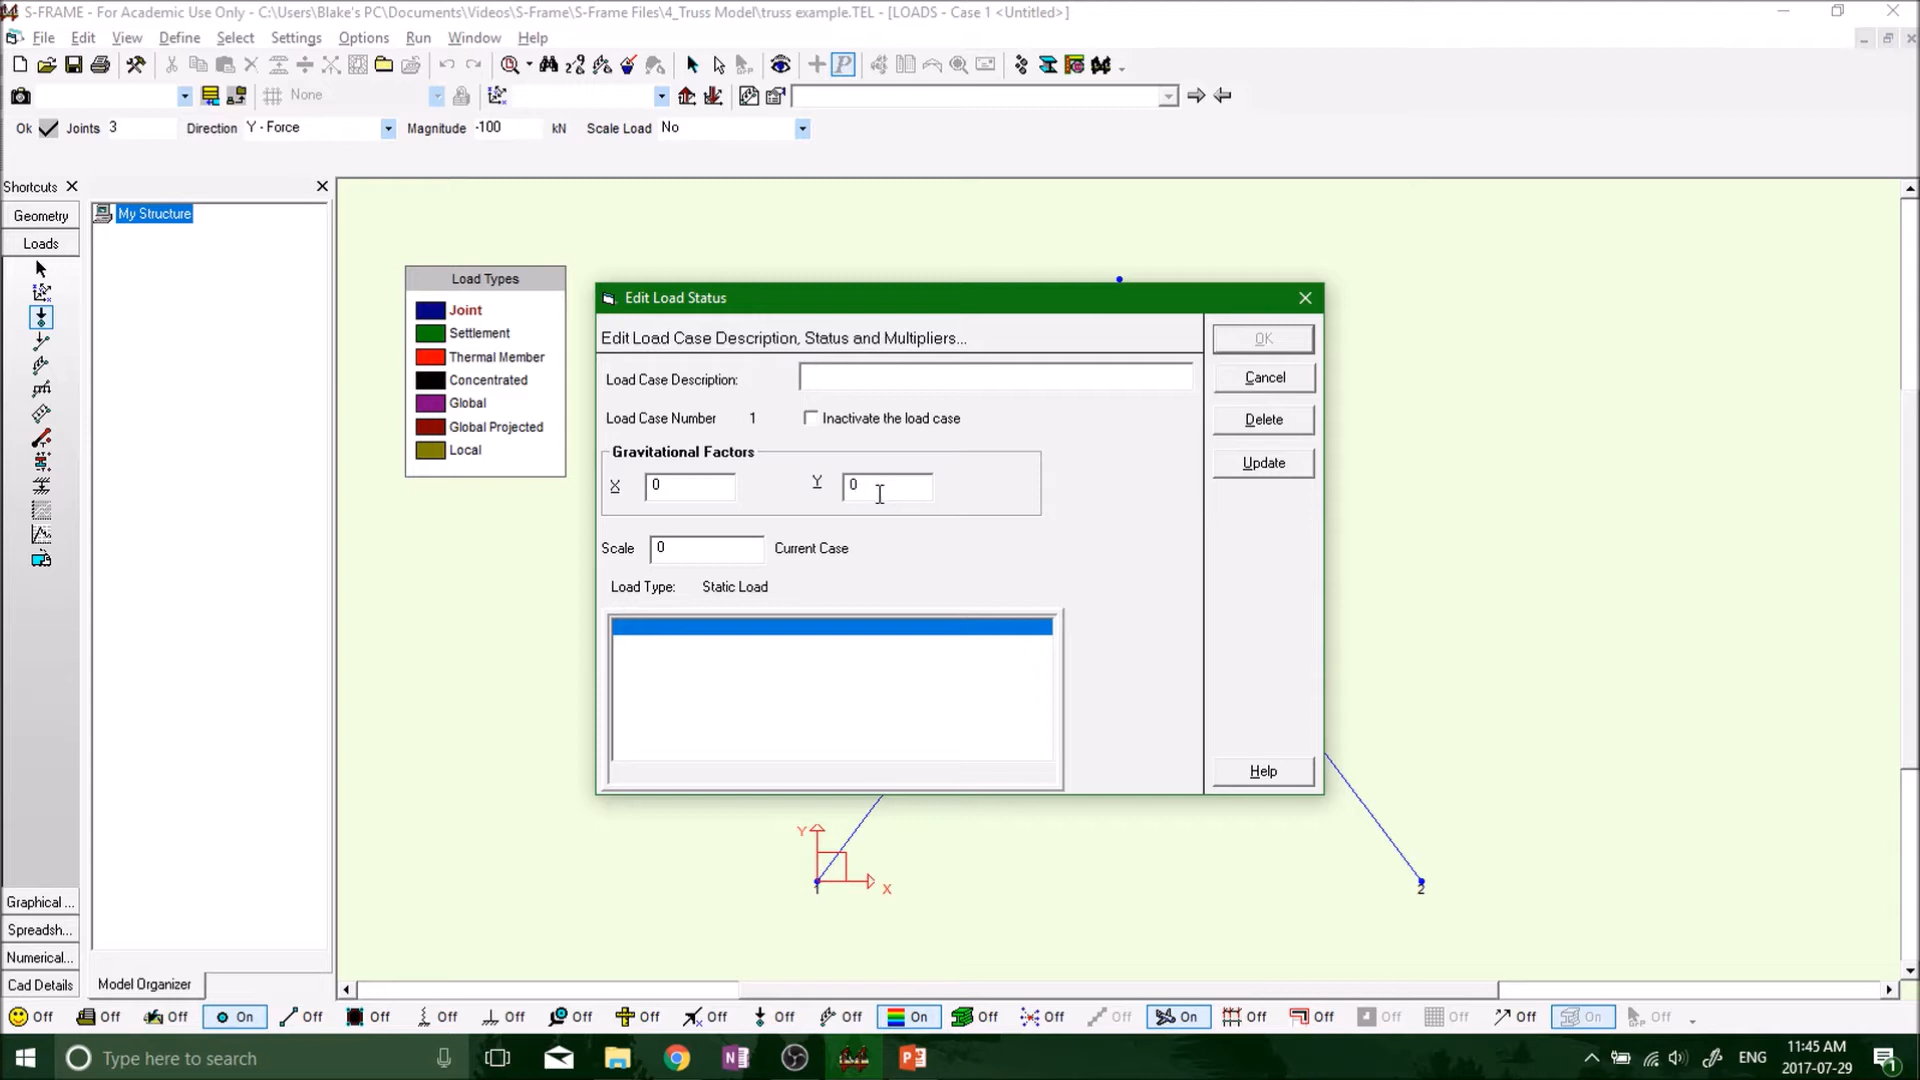 S-FRAME - For Academic Use Only - C:\Users\Blake's PC\Documents\Videos\S-Frame\S-Frame Files\4_Truss Model\truss example.TEL - [LOADS - Case 1 <Untitled>]
File Edit View Define Select Settings Options Run Window Help
None
Ok Joints 3 Direction Y - Force Magnitude -100 kN Scale Load No
Shortcuts
Geometry
Loads
My Structure
Load Types
Joint
Settlement
Thermal Member
Concentrated
Global
Global Projected
Local
Edit Load Status
Edit Load Case Description, Status and Multipliers...
Load Case Description:
Load Case Number 1 Inactivate the load case
Gravitational Factors
X 0 Y 0
Scale 0 Current Case
Load Type: Static Load
OK
Cancel
Delete
Update
Help
Y
X
1
2
Graphical ...
Spreadsh...
Numerical...
Cad Details
Model Organizer
Off Off Off On Off Off Off Off Off Off Off Off Off On Off Off Off On Off Off Off Off Off On Off
Type here to search
ENG
11:45 AM
2017-07-29
1